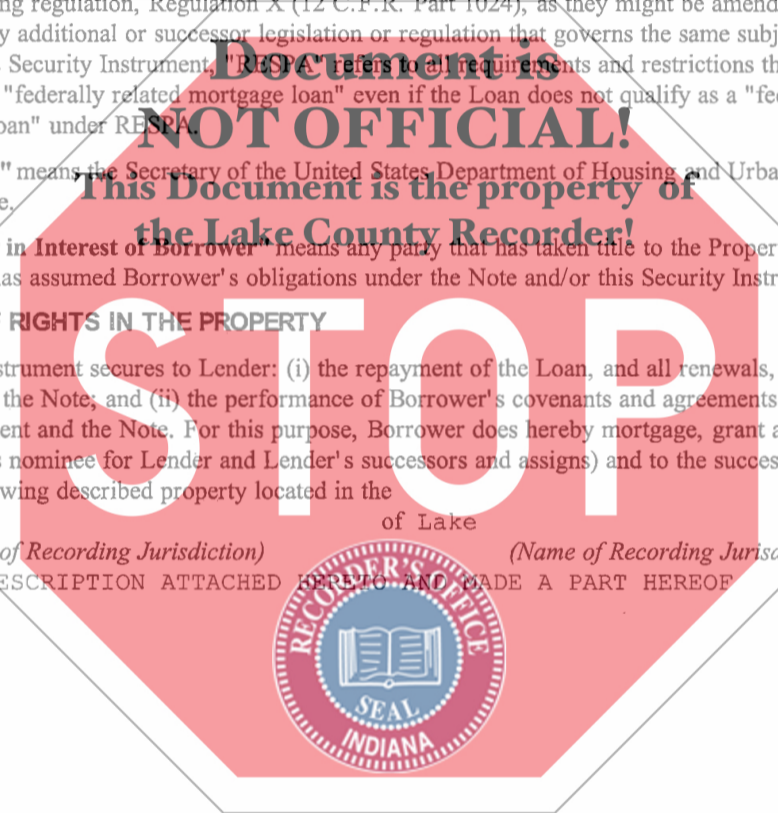 ng regulation, Regulation X (12 C.F.R. Part 1024), as they might be amend
y additional or successor legislation or regulation that governs the same subj
Document is
Security Instrument, "RESPA" refers to all requirements and restrictions th
"federally related mortgage loan" even if the Loan does not qualify as a "fe
oan" under RESPA.
NOT OFFICIAL!
" means the Secretary of the United States Department of Housing and Urba
This Document is the property of
e.
the Lake County Recorder!
in Interest of Borrower" means any party that has taken title to the Proper
as assumed Borrower's obligations under the Note and/or this Security Instr
RIGHTS IN THE PROPERTY
STOP
strument secures to Lender: (i) the repayment of the Loan, and all renewals,
the Note; and (ii) the performance of Borrower's covenants and agreements
ent and the Note. For this purpose, Borrower does hereby mortgage, grant a
nominee for Lender and Lender's successors and assigns) and to the succes
wing described property located in the
of Lake
of Recording Jurisdiction) (Name of Recording Jurisd
ESCRIPTION ATTACHED HERETO AND MADE A PART HEREOF
RECORDER'S OFFICE
SEAL
INDIANA